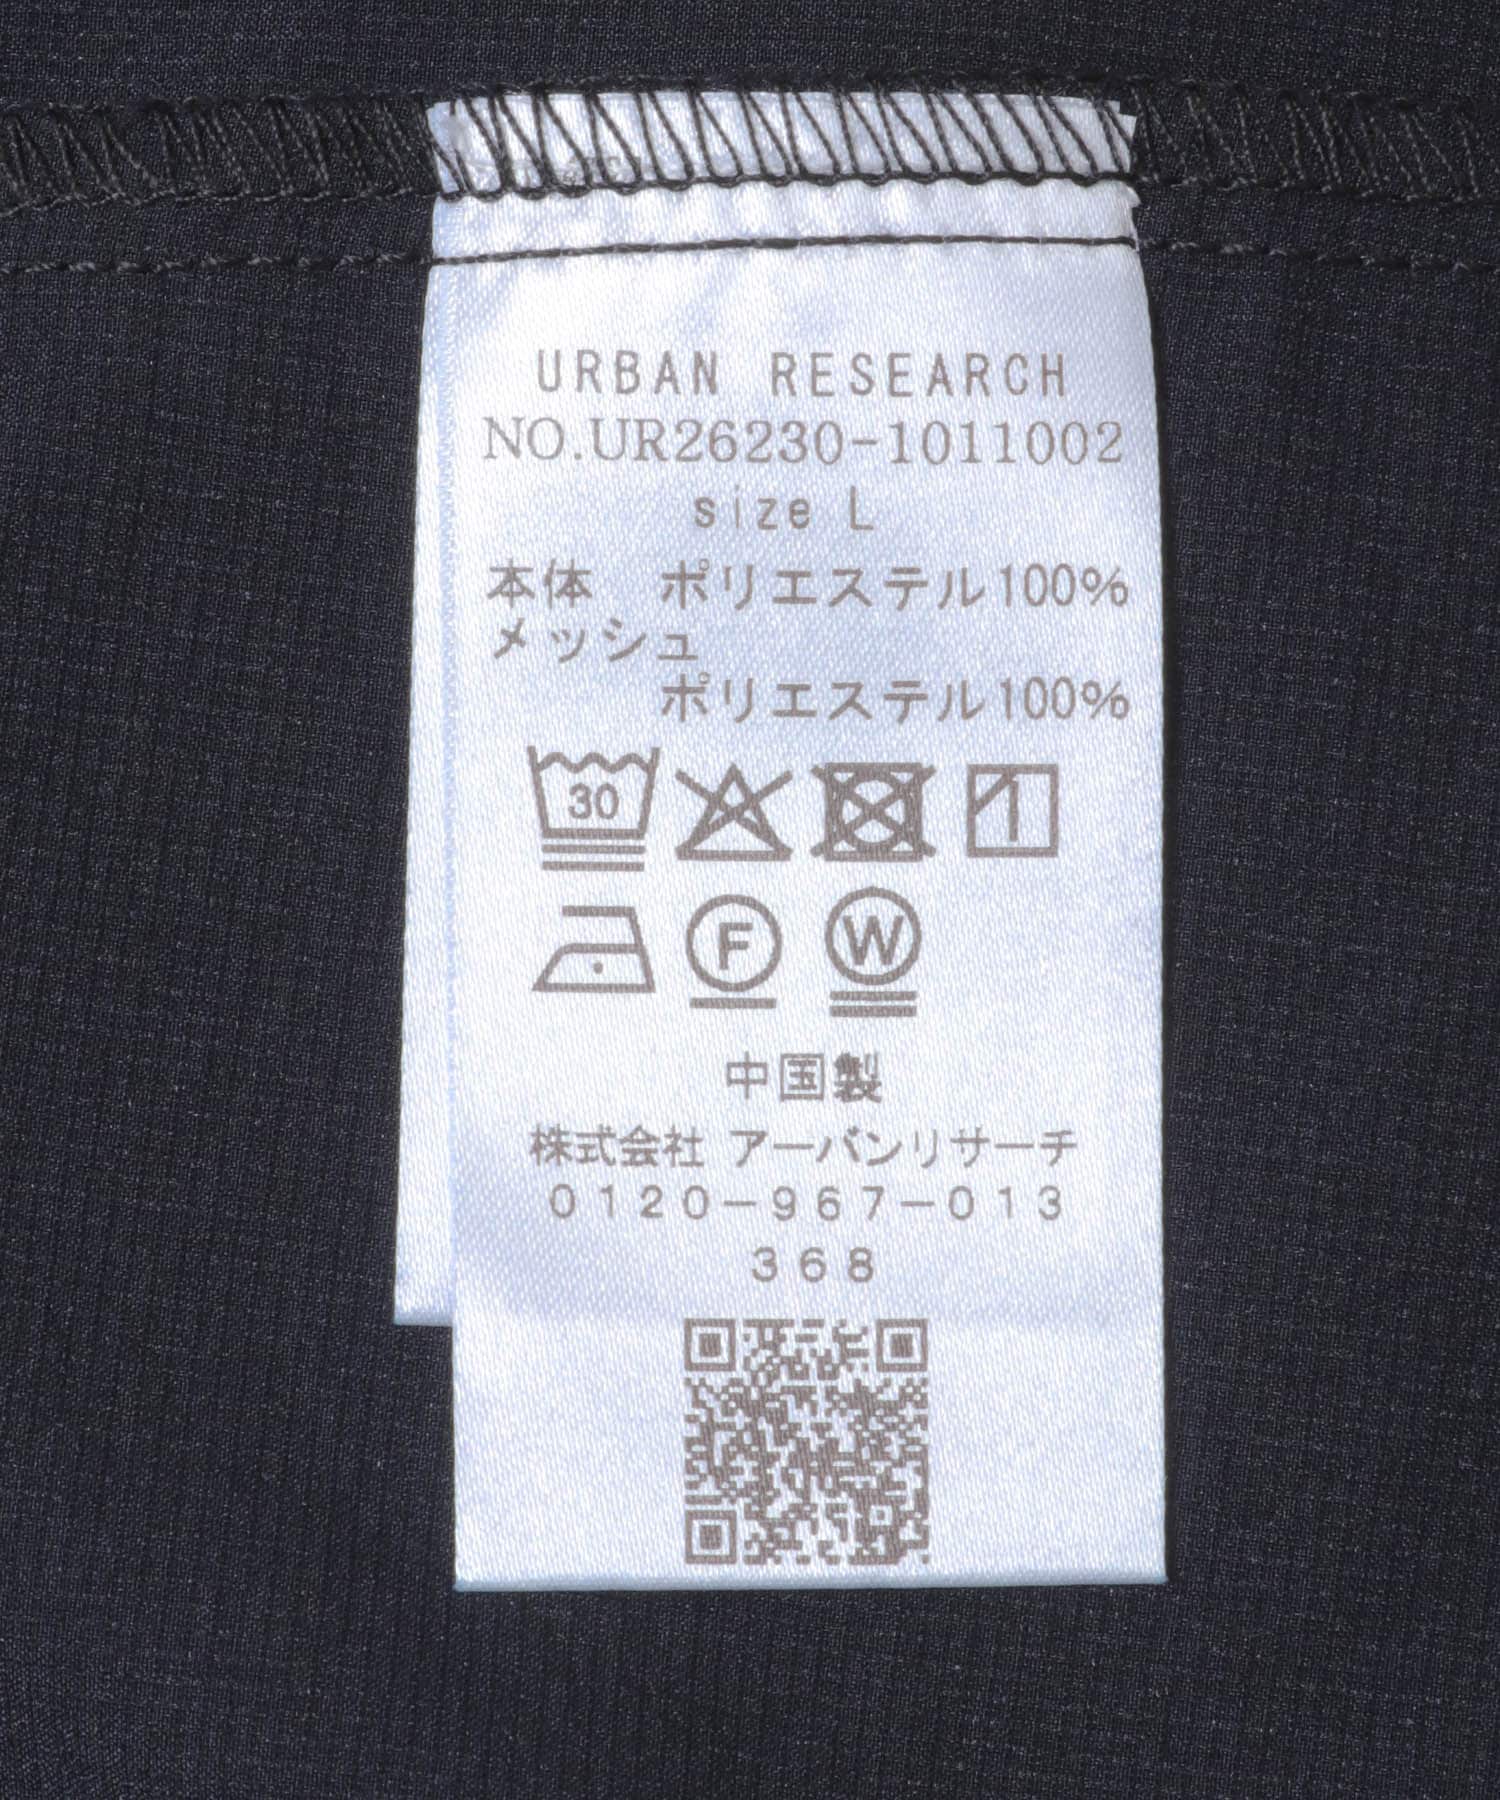 URBAN RESEARCH
NO.UR26230-1011002
size L
本体 ポリエステル100%
メッシュ
ポリエステル100%
30
F
W
中国製
株式会社 アーバンリサーチ
0120-967-013
368